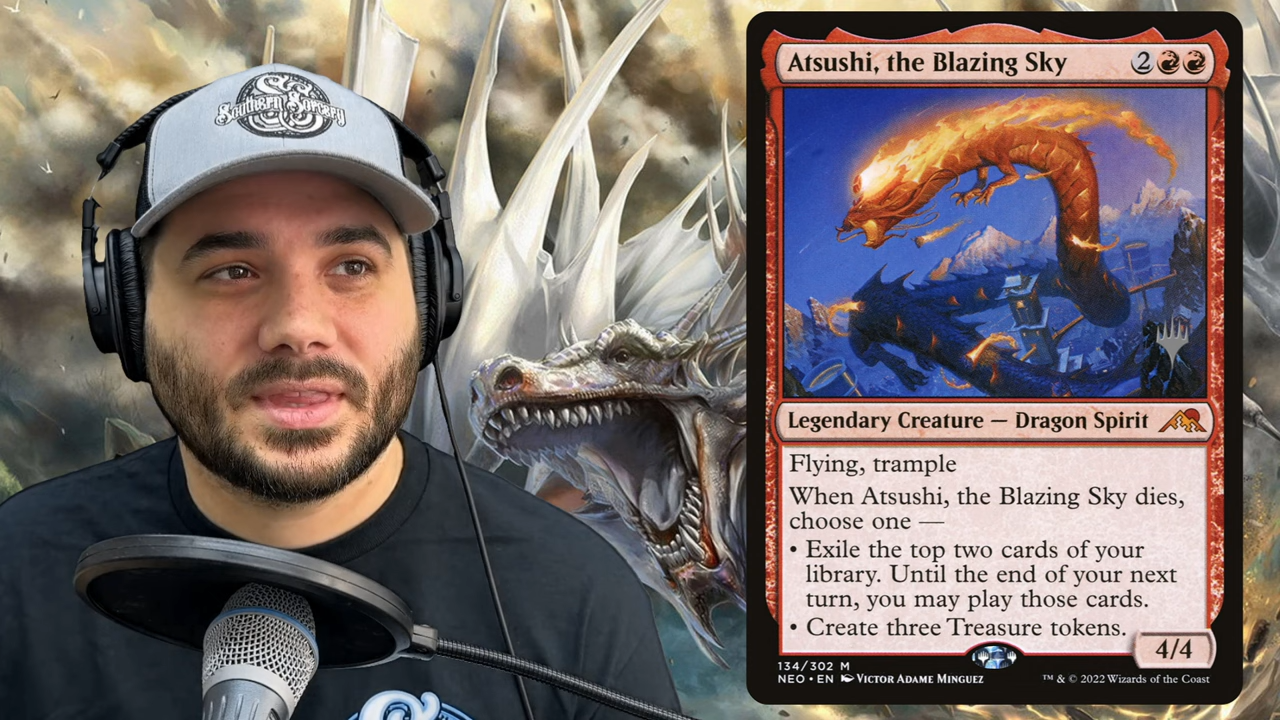 Southern Sorcery
Atsushi, the Blazing Sky 2
Legendary Creature — Dragon Spirit
Flying, trample
When Atsushi, the Blazing Sky dies,
choose one —
• Exile the top two cards of your
library. Until the end of your next
turn, you may play those cards.
• Create three Treasure tokens.
4/4
134/302 M
NEO • EN Victor Adame Minguez
™ & © 2022 Wizards of the Coast